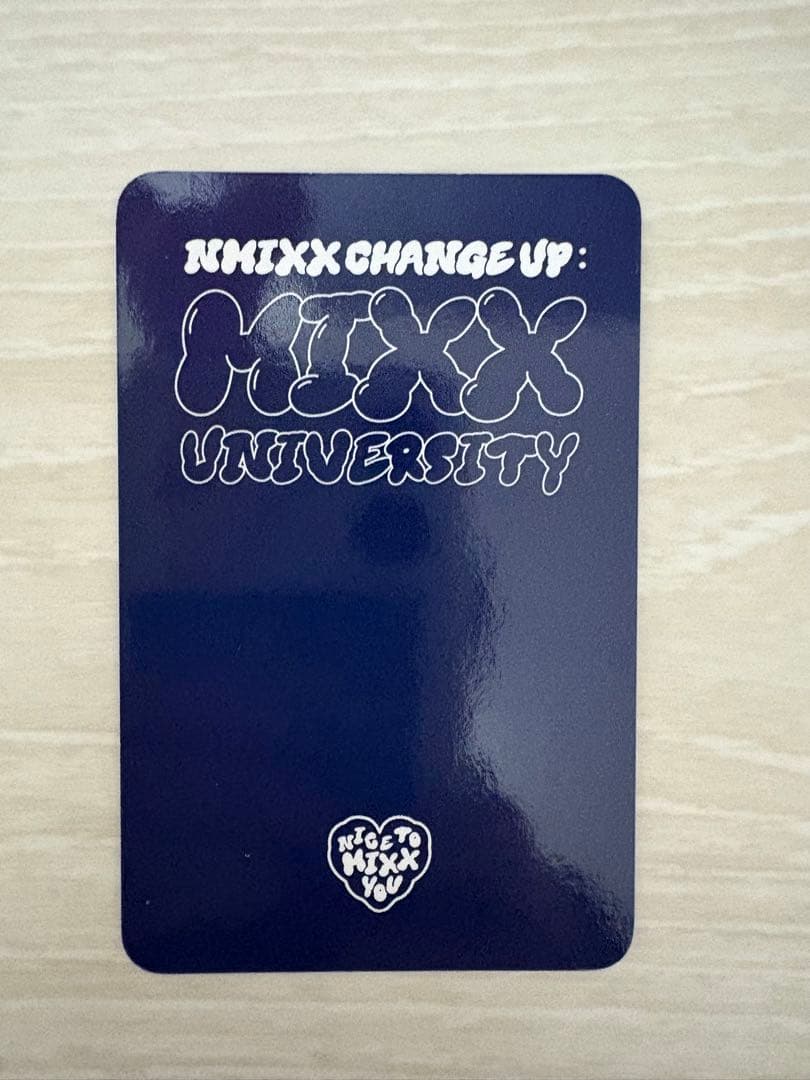 NMIXX CHANGE UP:
MIXX
UNIVERSITY
NICE TO
MIXX
YOU